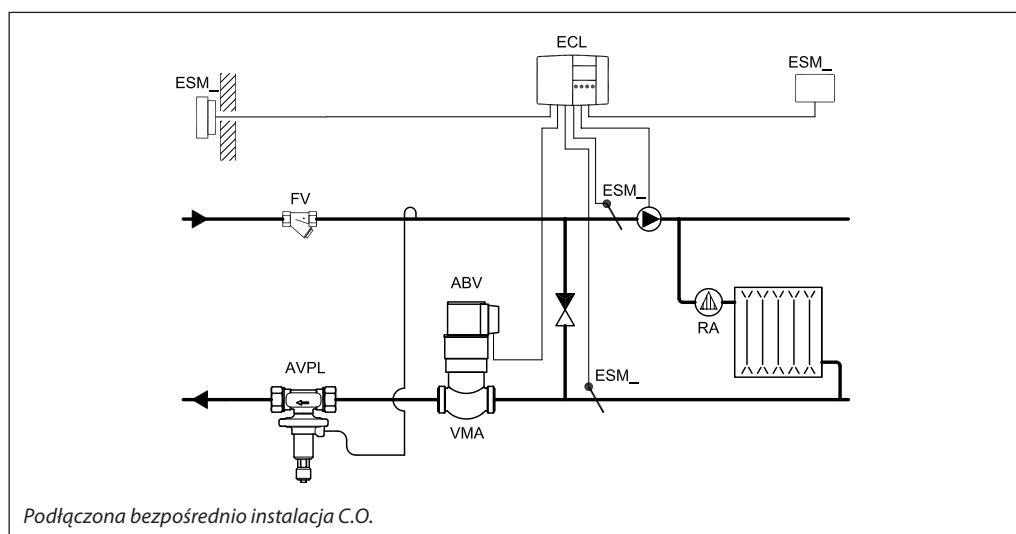 ECL
ESM_
ESM_
ESM_
FV
ABV
RA
AVPL
ESM_
VMA
Podłączona bezpośrednio instalacja C.O.